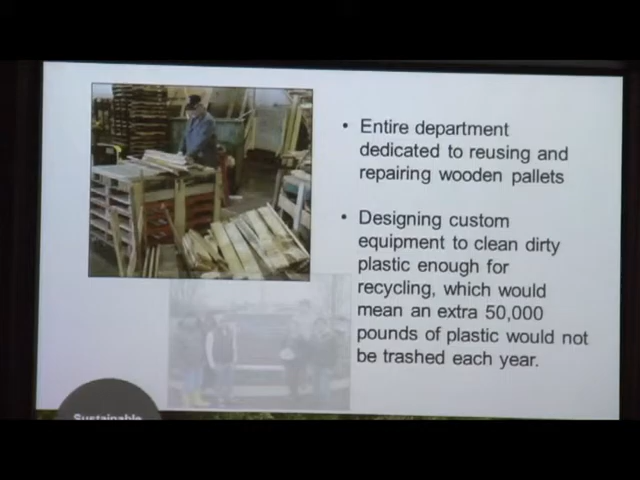 • Entire department
dedicated to reusing and
repairing wooden pallets
• Designing custom
equipment to clean dirty
plastic enough for
recycling, which would
mean an extra 50,000
pounds of plastic would not
be trashed each year.
Sustainable